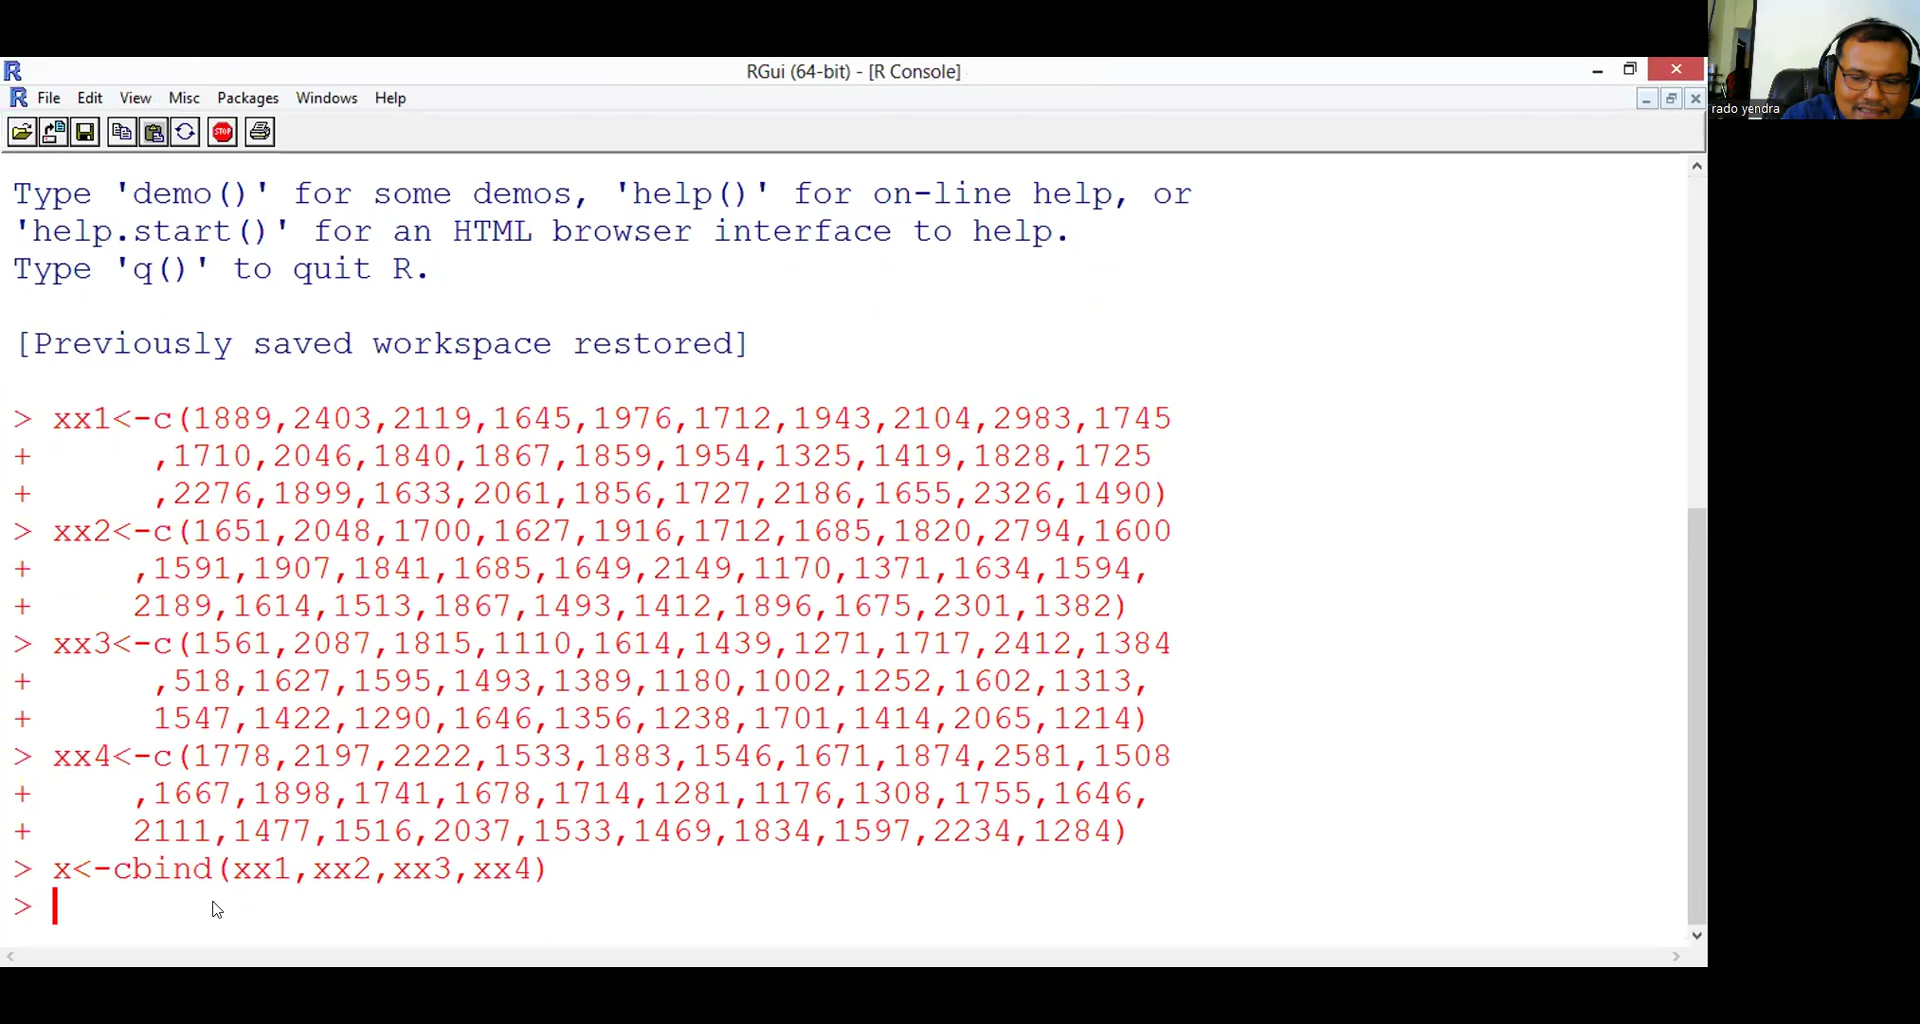 RGui (64-bit) - [R Console]
File Edit View Misc Packages Windows Help
STOP
rado yendra
Type 'demo()' for some demos, 'help()' for on-line help, or
'help.start()' for an HTML browser interface to help.
Type 'q()' to quit R.
[Previously saved workspace restored]
> xx1<-c(1889,2403,2119,1645,1976,1712,1943,2104,2983,1745
+ ,1710,2046,1840,1867,1859,1954,1325,1419,1828,1725
+ ,2276,1899,1633,2061,1856,1727,2186,1655,2326,1490)
> xx2<-c(1651,2048,1700,1627,1916,1712,1685,1820,2794,1600
+ ,1591,1907,1841,1685,1649,2149,1170,1371,1634,1594,
+ 2189,1614,1513,1867,1493,1412,1896,1675,2301,1382)
> xx3<-c(1561,2087,1815,1110,1614,1439,1271,1717,2412,1384
+ ,518,1627,1595,1493,1389,1180,1002,1252,1602,1313,
+ 1547,1422,1290,1646,1356,1238,1701,1414,2065,1214)
> xx4<-c(1778,2197,2222,1533,1883,1546,1671,1874,2581,1508
+ ,1667,1898,1741,1678,1714,1281,1176,1308,1755,1646,
+ 2111,1477,1516,2037,1533,1469,1834,1597,2234,1284)
> x<-cbind(xx1,xx2,xx3,xx4)
>